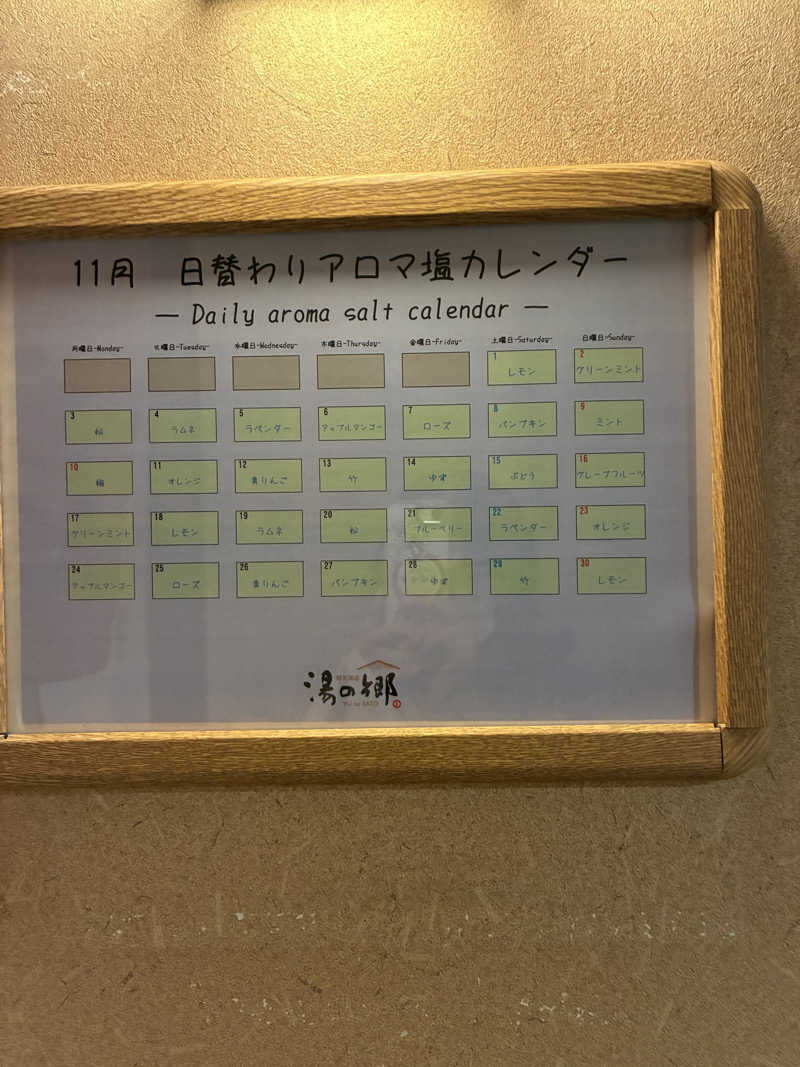 11月 日替わりアロマ塩カレンダー
― Daily aroma salt calendar ―
月曜日-Monday- 火曜日-Tuesday- 水曜日-Wednesday- 木曜日-Thursday- 金曜日-Friday- 土曜日-Saturday- 日曜日-Sunday-
1 2
レモン グリーンミント
3 4 5 6 7 8 9
松 ラムネ ラベンダー アップルマンゴー ローズ パンプキン ミント
10 11 12 13 14 15 16
梅 オレンジ 青りんご 竹 ゆず ぶどう グレープフルーツ
17 18 19 20 21 22 23
グリーンミント レモン ラムネ 松 ブルーベリー ラベンダー オレンジ
24 25 26 27 28 29 30
アップルマンゴー ローズ 青りんご パンプキン ゆず 竹 レモン
湯の郷
YU no SATO